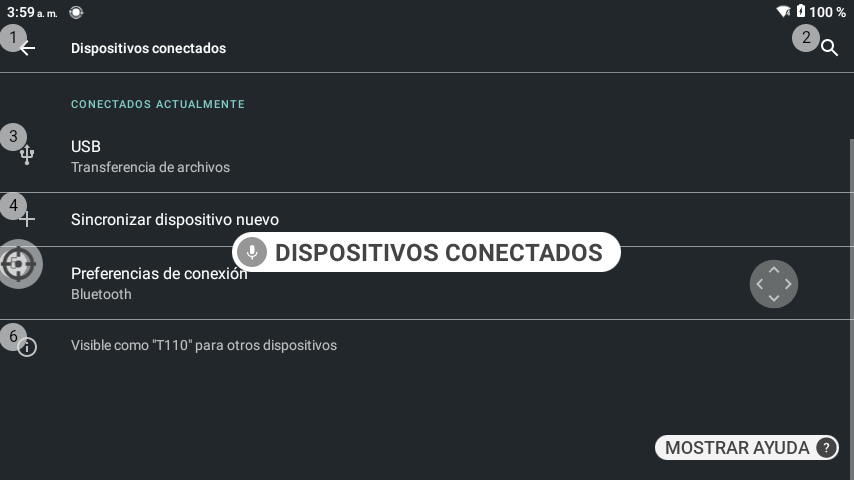 3:59 a. m.
100 %
1
Dispositivos conectados
2
CONECTADOS ACTUALMENTE
3
USB
Transferencia de archivos
4
Sincronizar dispositivo nuevo
DISPOSITIVOS CONECTADOS
Preferencias de conexión
Bluetooth
6
Visible como "T110" para otros dispositivos
MOSTRAR AYUDA ?